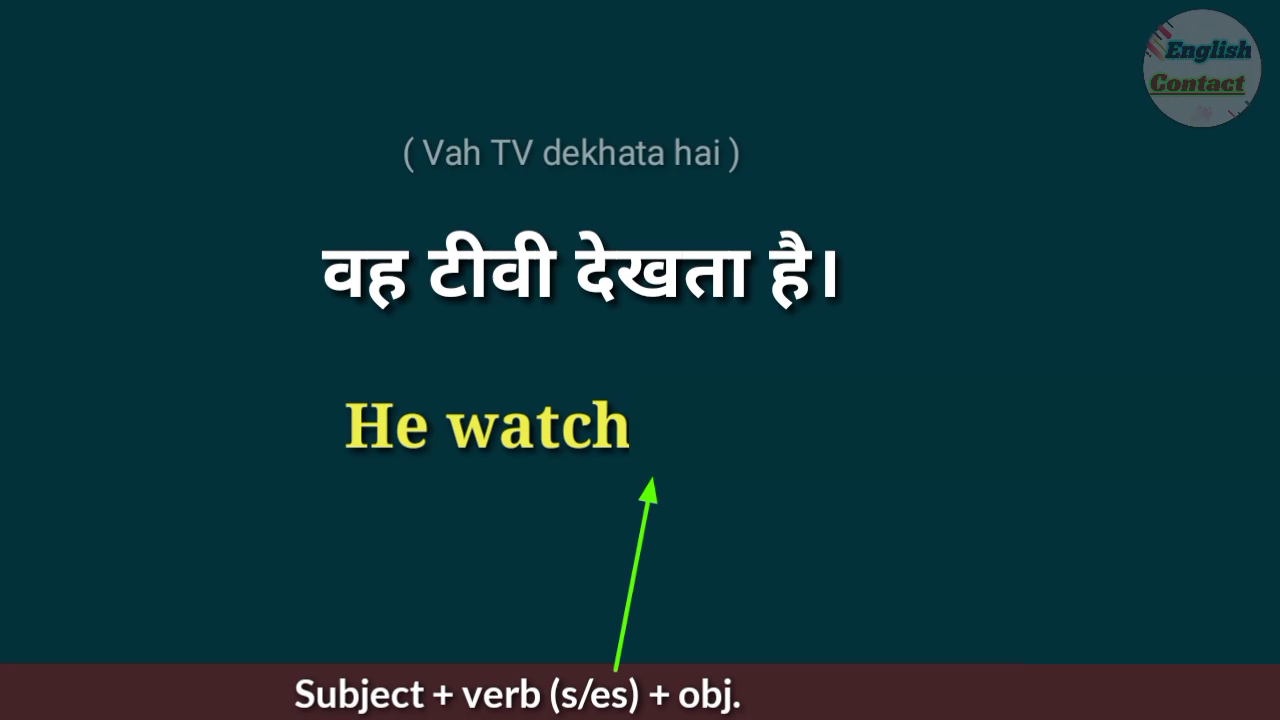 English
Contact
( Vah TV dekhata hai )
वह टीवी देखता है।
He watch
Subject + verb (s/es) + obj.